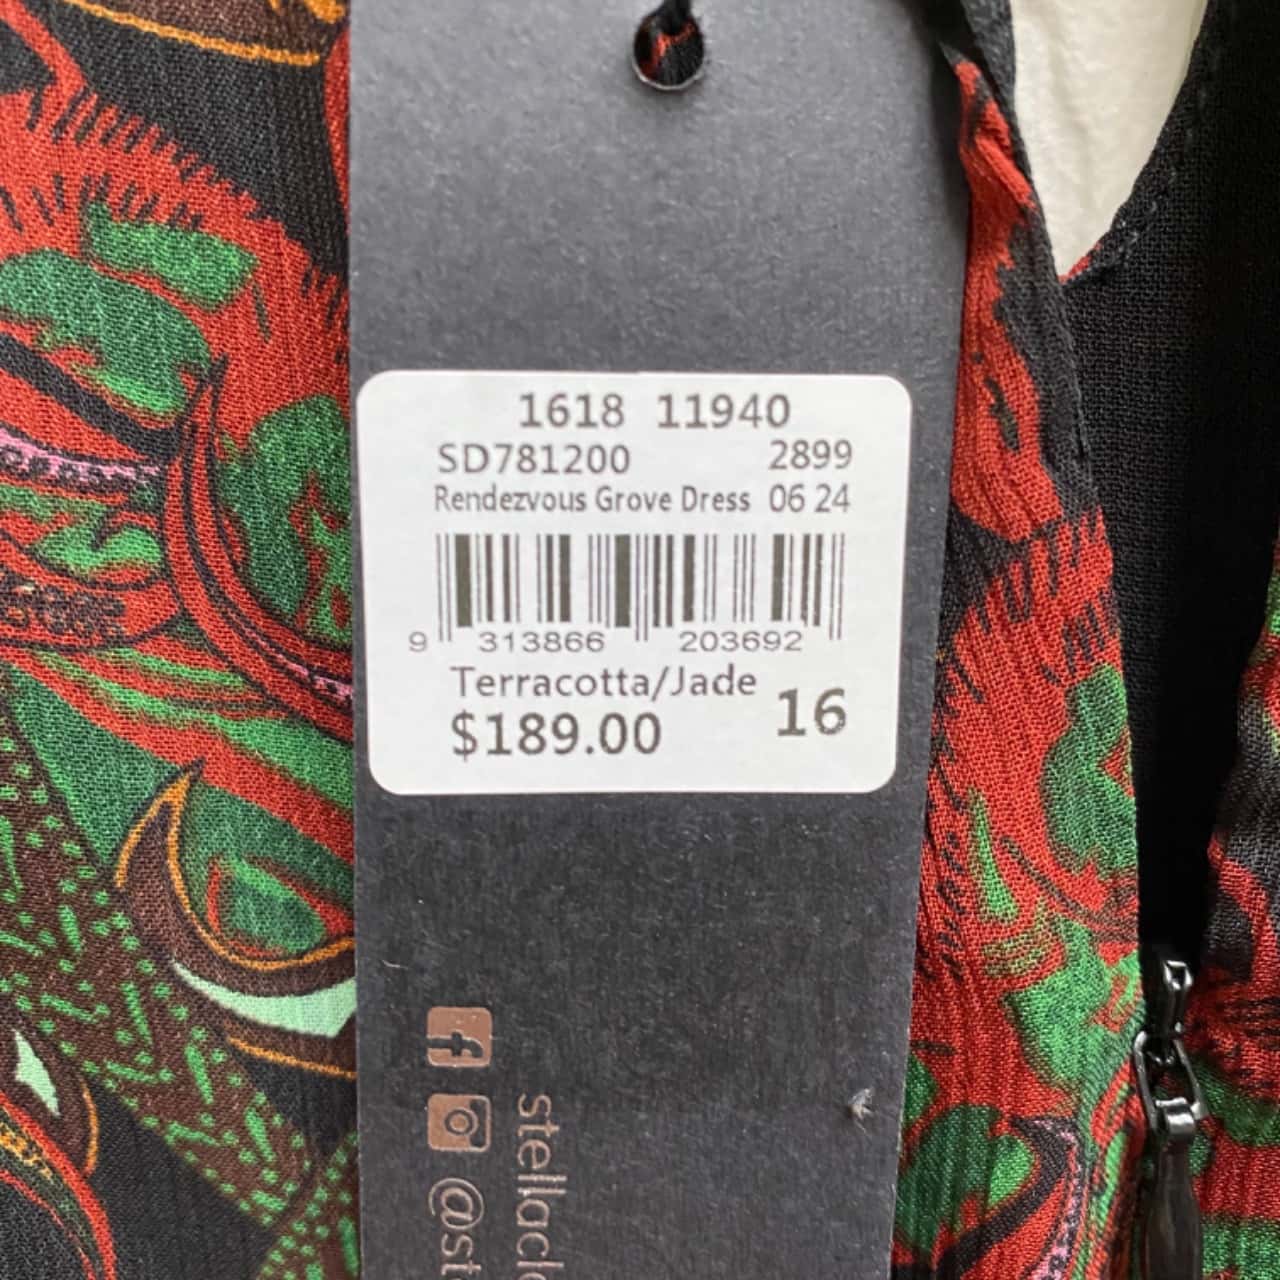 1618 11940
SD781200 2899
Rendezvous Grove Dress 06 24
9 313866 203692
Terracotta/Jade
$189.00 16